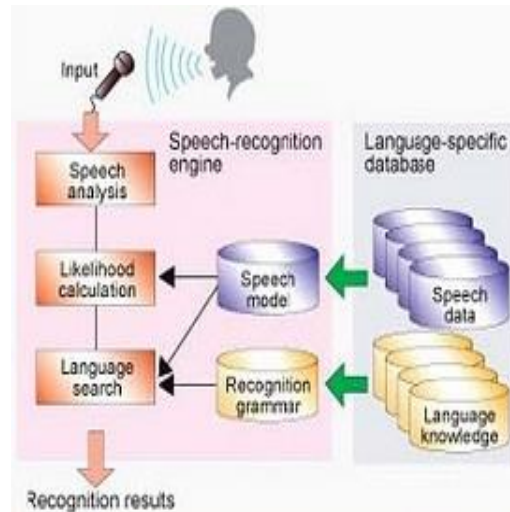 Input
Speech-recognition
engine
Language-specific
database
Speech
analysis
Likelihood
calculation
Speech
model
Speech
data
Language
search
Recognition
grammar
Language
knowledge
Recognition results